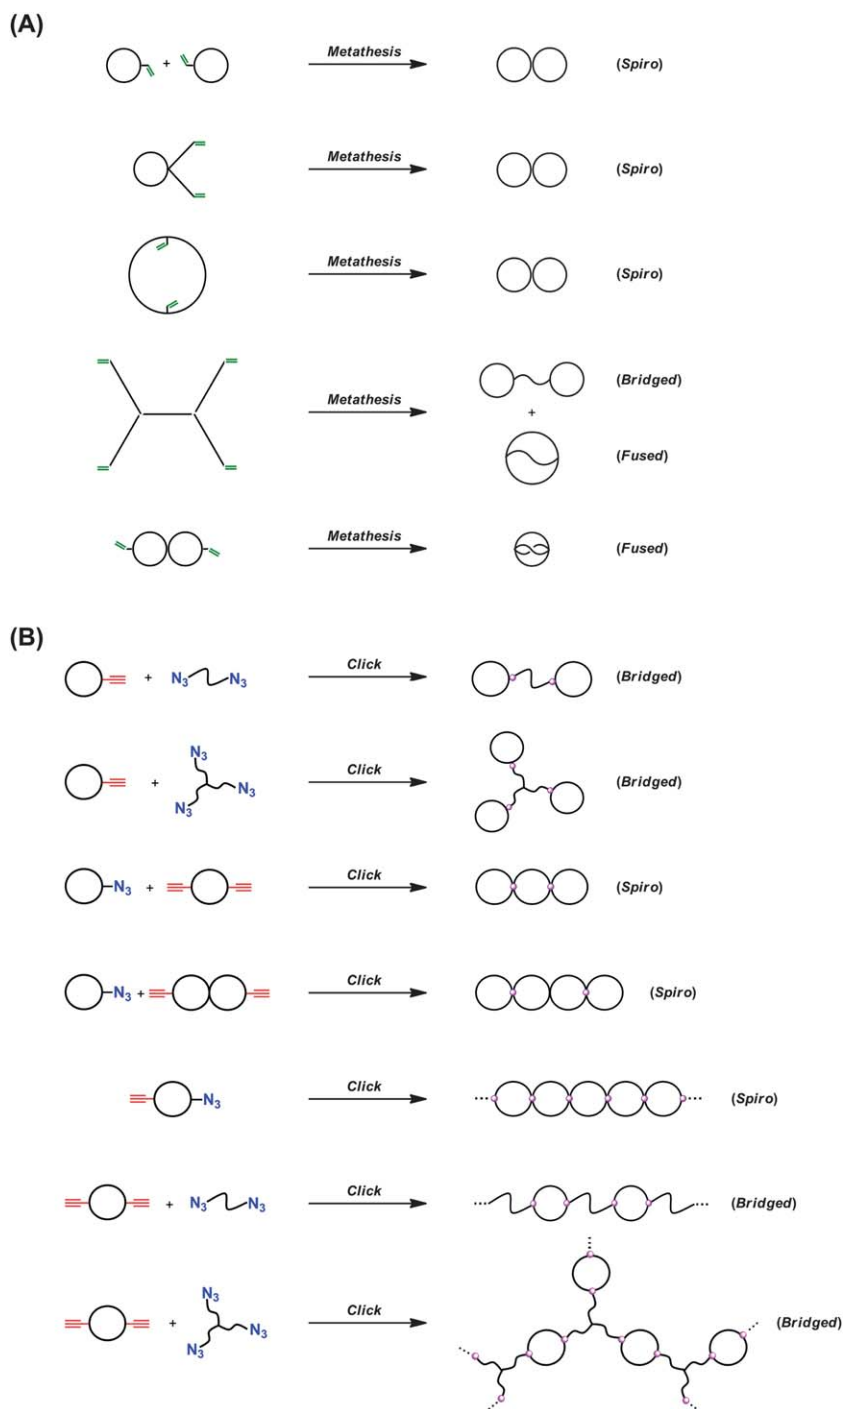 (A)
+ Metathesis (Spiro)
Metathesis (Spiro)
Metathesis (Spiro)
Metathesis (Bridged)
+
(Fused)
Metathesis (Fused)
(B)
+ N3 N3 Click (Bridged)
+ N3 N3 N3 Click (Bridged)
N3 + Click (Spiro)
N3 + Click (Spiro)
N3 Click (Spiro)
+ N3 N3 Click (Bridged)
+ N3 N3 N3 Click (Bridged)